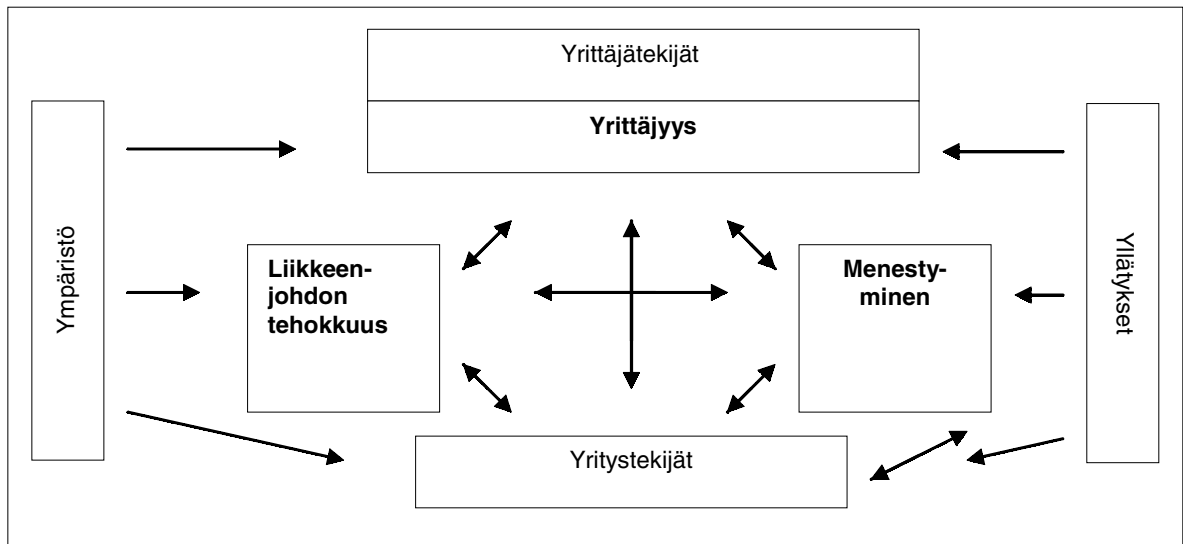 Yrittäjätekijät
Yrittäjyys
Ympäristö
Liikkeen-
johdon
tehokkuus
Menesty-
minen
Yllätykset
Yritystekijät